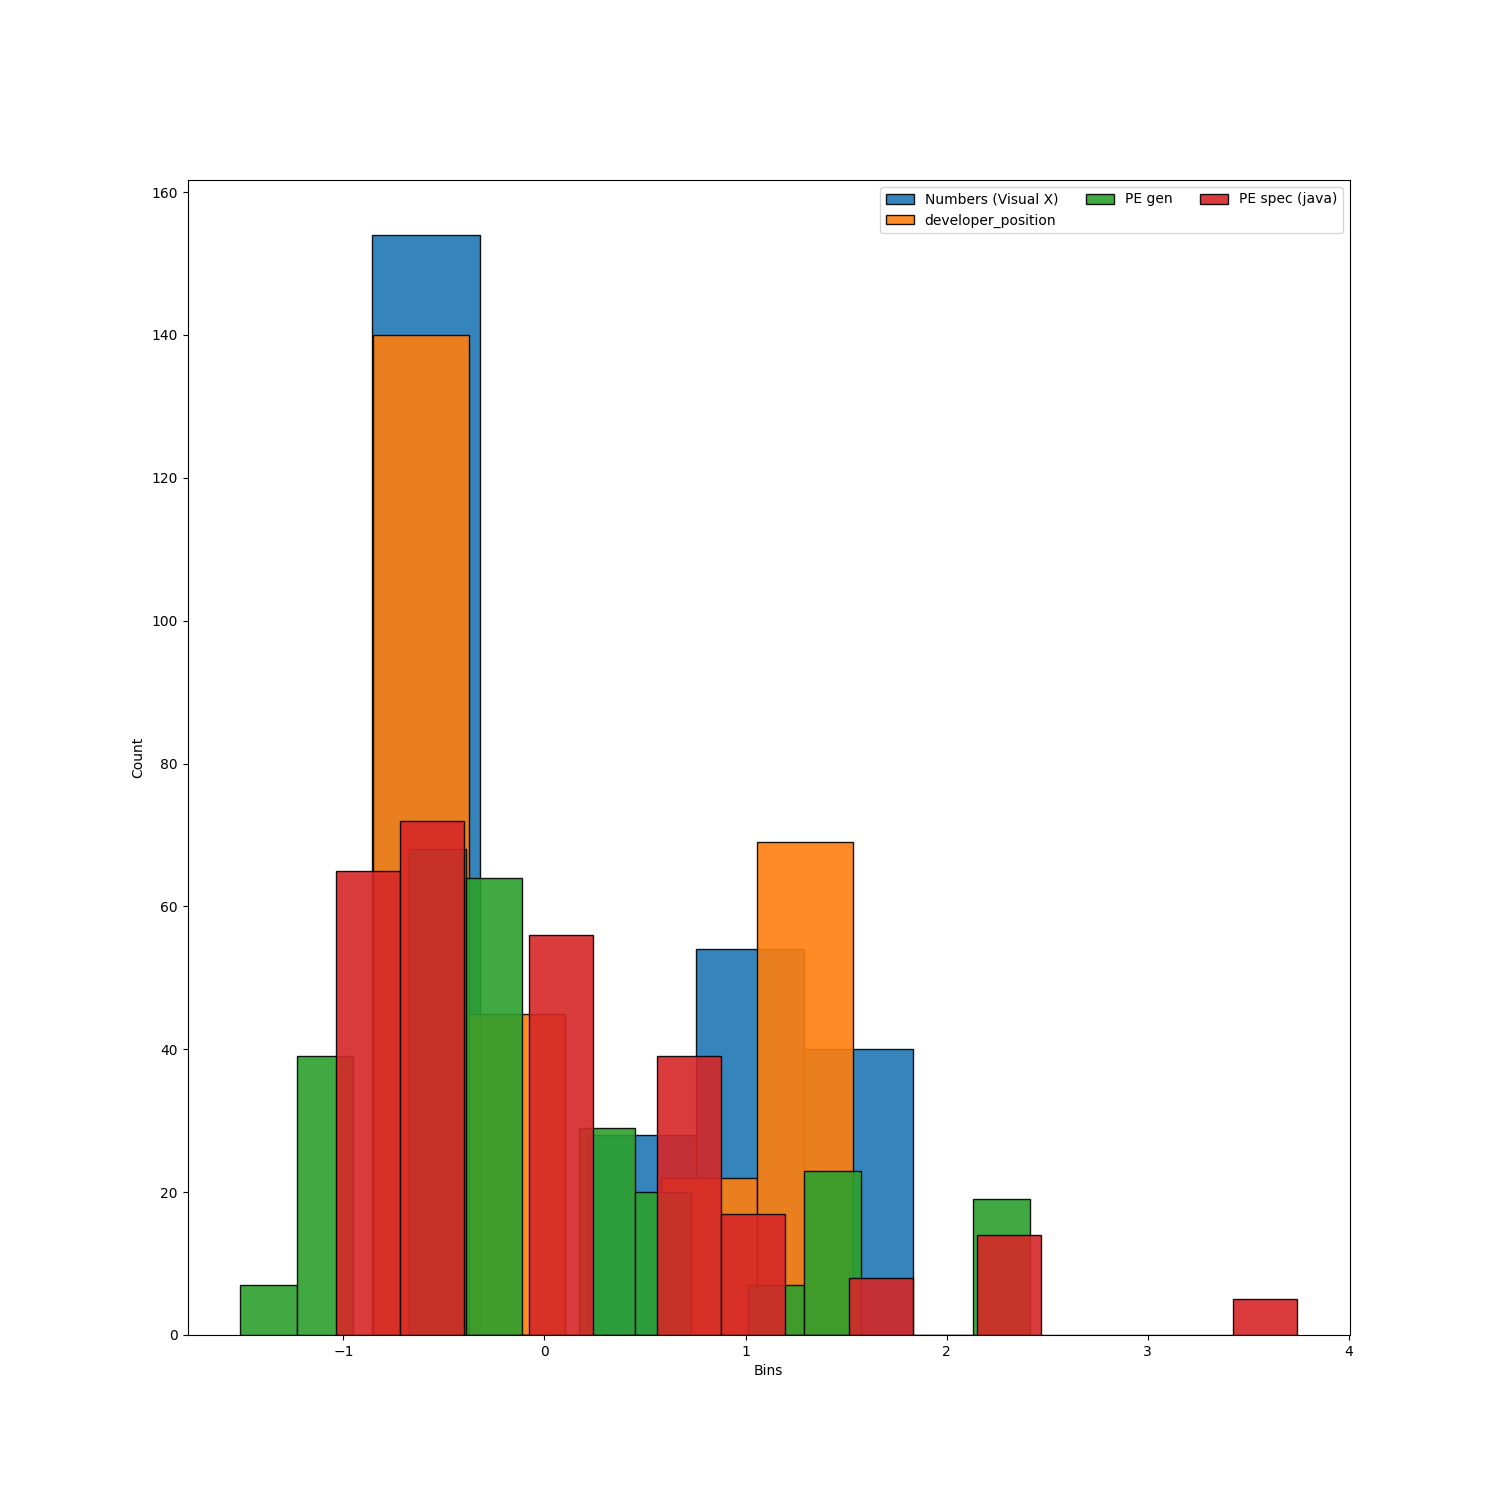 160
Numbers (Visual X) PE gen PE spec (java)
developer_position
140
120
100
80
60
40
20
0
Count
−1 0 1 2 3 4
Bins